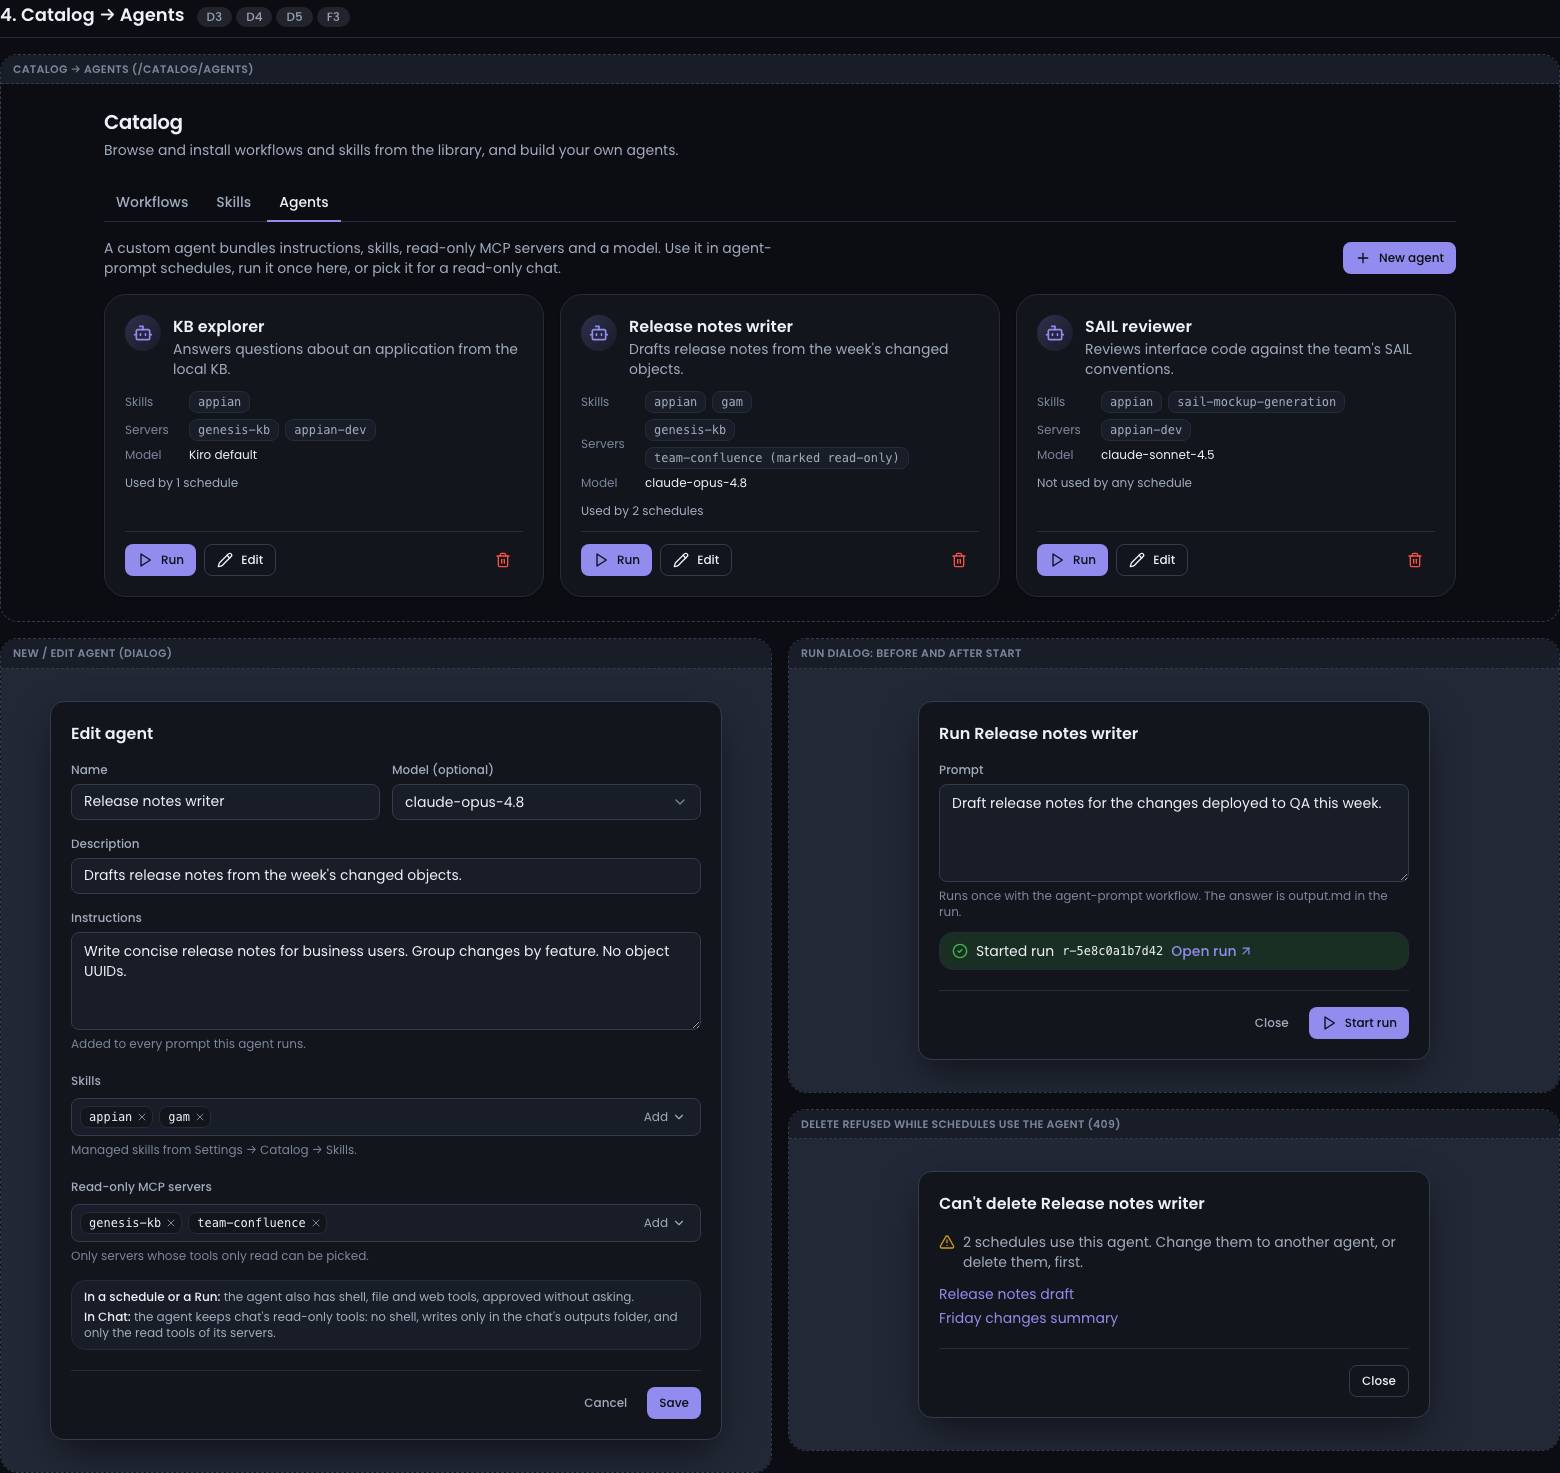 4. Catalog → Agents D3 D4 D5 F3
CATALOG → AGENTS (/CATALOG/AGENTS)
Catalog
Browse and install workflows and skills from the library, and build your own agents.
Workflows Skills Agents
A custom agent bundles instructions, skills, read-only MCP servers and a model. Use it in agent-
prompt schedules, run it once here, or pick it for a read-only chat.
New agent
KB explorer
Answers questions about an application from the
local KB.
Skills appian
Servers genesis-kb appian-dev
Model Kiro default
Used by 1 schedule
Run Edit
Release notes writer
Drafts release notes from the week's changed
objects.
Skills appian gam
Servers genesis-kb
team-confluence (marked read-only)
Model claude-opus-4.8
Used by 2 schedules
Run Edit
SAIL reviewer
Reviews interface code against the team's SAIL
conventions.
Skills appian sail-mockup-generation
Servers appian-dev
Model claude-sonnet-4.5
Not used by any schedule
Run Edit
NEW / EDIT AGENT (DIALOG)
Edit agent
Name Model (optional)
Release notes writer claude-opus-4.8
Description
Drafts release notes from the week's changed objects.
Instructions
Write concise release notes for business users. Group changes by feature. No object
UUIDs.
Added to every prompt this agent runs.
Skills
appian × gam × Add
Managed skills from Settings → Catalog → Skills.
Read-only MCP servers
genesis-kb × team-confluence × Add
Only servers whose tools only read can be picked.
In a schedule or a Run: the agent also has shell, file and web tools, approved without asking.
In Chat: the agent keeps chat's read-only tools: no shell, writes only in the chat's outputs folder, and
only the read tools of its servers.
Cancel Save
RUN DIALOG: BEFORE AND AFTER START
Run Release notes writer
Prompt
Draft release notes for the changes deployed to QA this week.
Runs once with the agent-prompt workflow. The answer is output.md in the
run.
Started run r-5e8c0a1b7d42 Open run ↗
Close Start run
DELETE REFUSED WHILE SCHEDULES USE THE AGENT (409)
Can't delete Release notes writer
2 schedules use this agent. Change them to another agent, or
delete them, first.
Release notes draft
Friday changes summary
Close